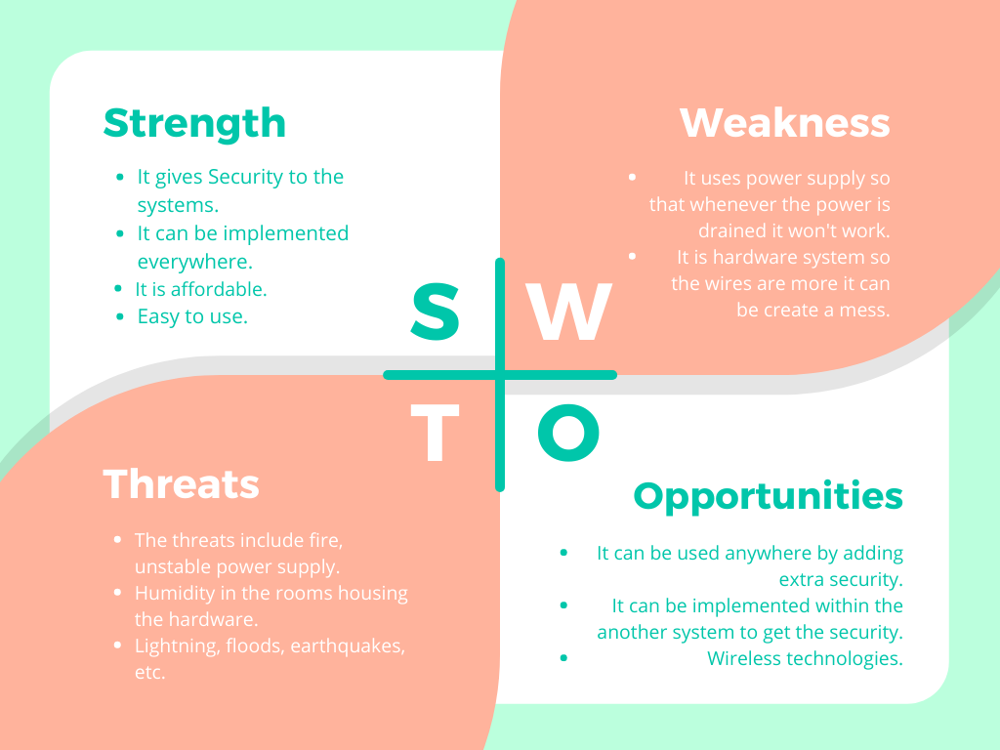 Strength
• It gives Security to the
systems.
• It can be implemented
everywhere.
• It is affordable.
• Easy to use.
Weakness
• It uses power supply so
that whenever the power is
drained it won't work.
• It is hardware system so
the wires are more it can
be create a mess.
S W
T O
Threats
• The threats include fire,
unstable power supply.
• Humidity in the rooms housing
the hardware.
• Lightning, floods, earthquakes,
etc.
Opportunities
• It can be used anywhere by adding
extra security.
• It can be implemented within the
another system to get the security.
• Wireless technologies.